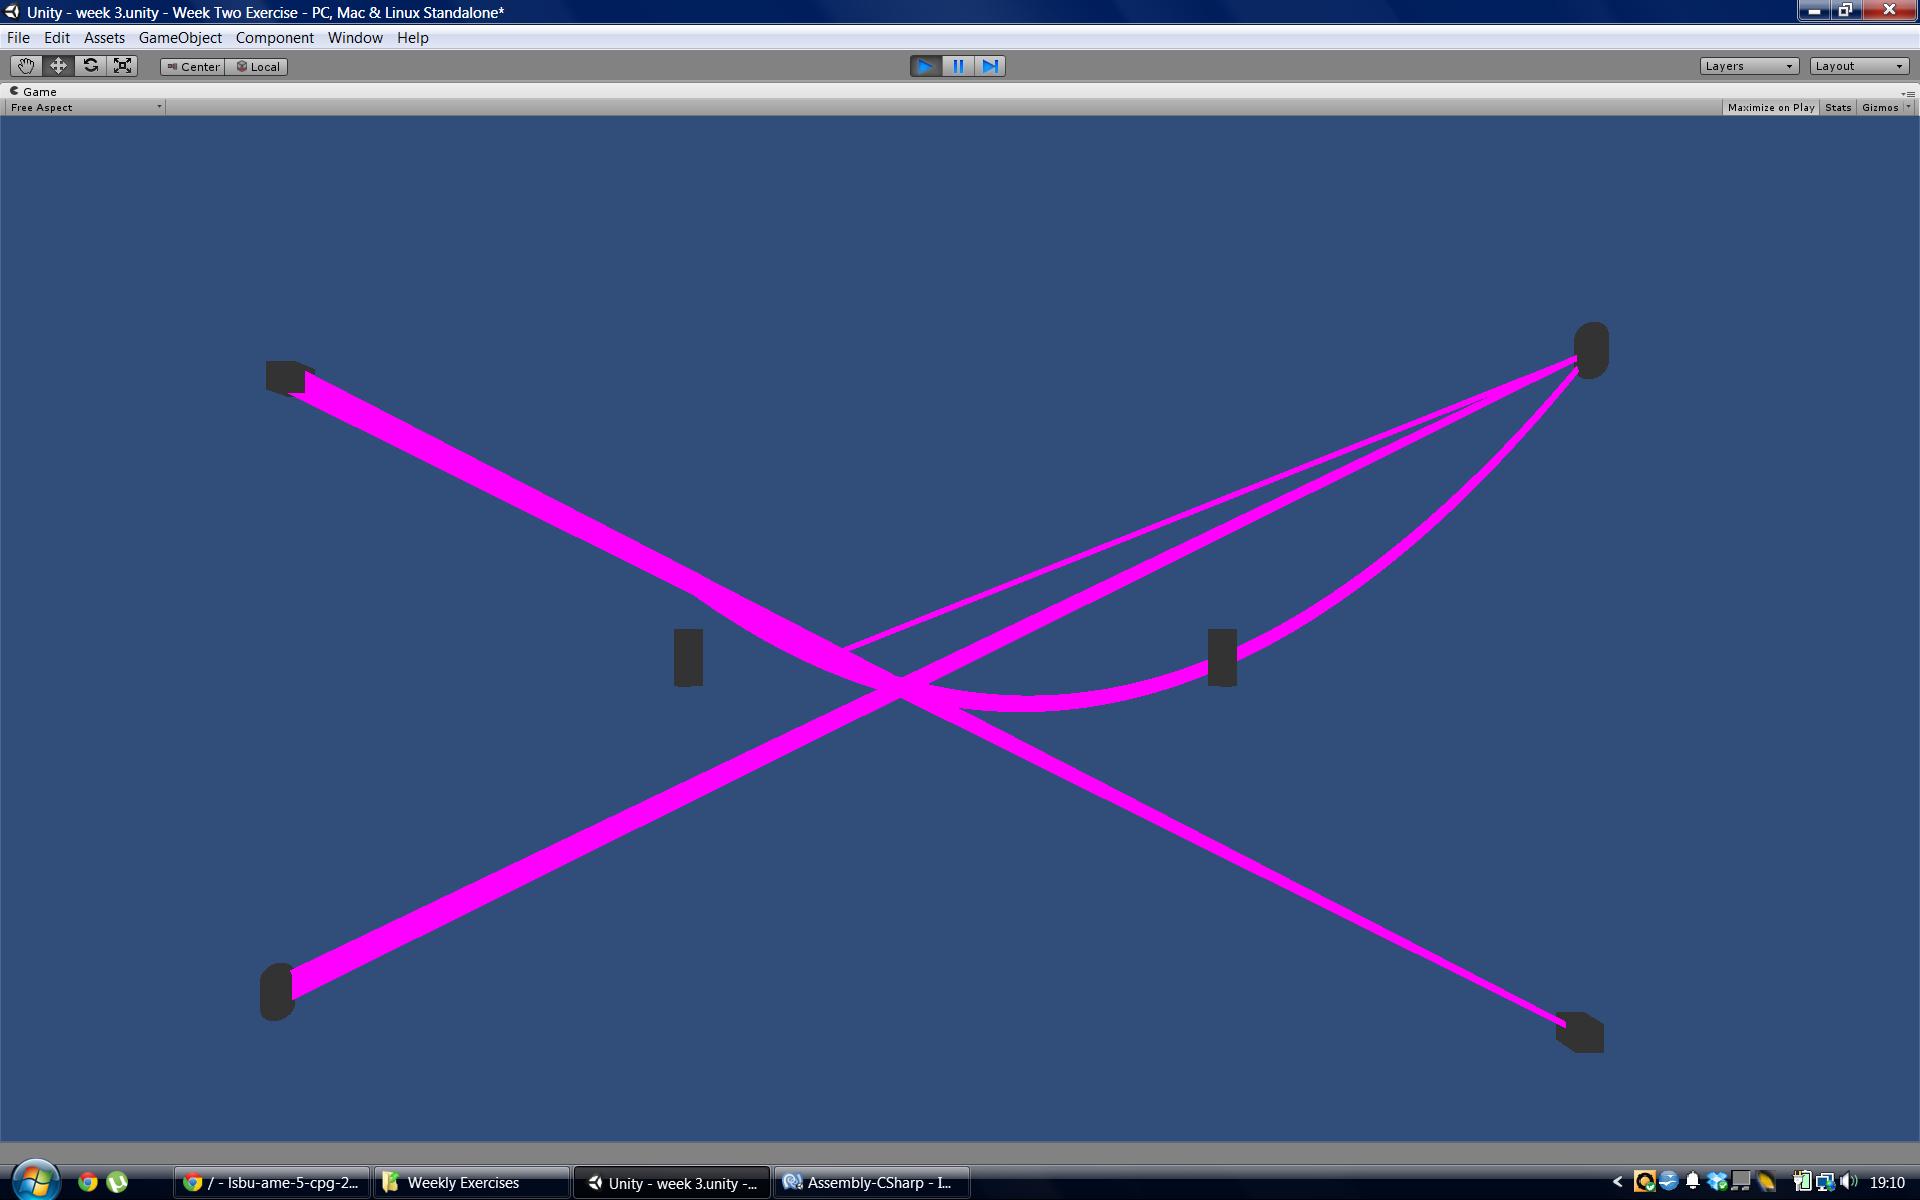 Unity - week 3.unity - Week Two Exercise - PC, Mac & Linux Standalone*
File Edit Assets GameObject Component Window Help
Center Local Layers Layout
Game
Free Aspect Maximize on Play Stats Gizmos
/ - lsbu-ame-5-cpg-2... Weekly Exercises Unity - week 3.unity -... Assembly-CSharp - I... 19:10